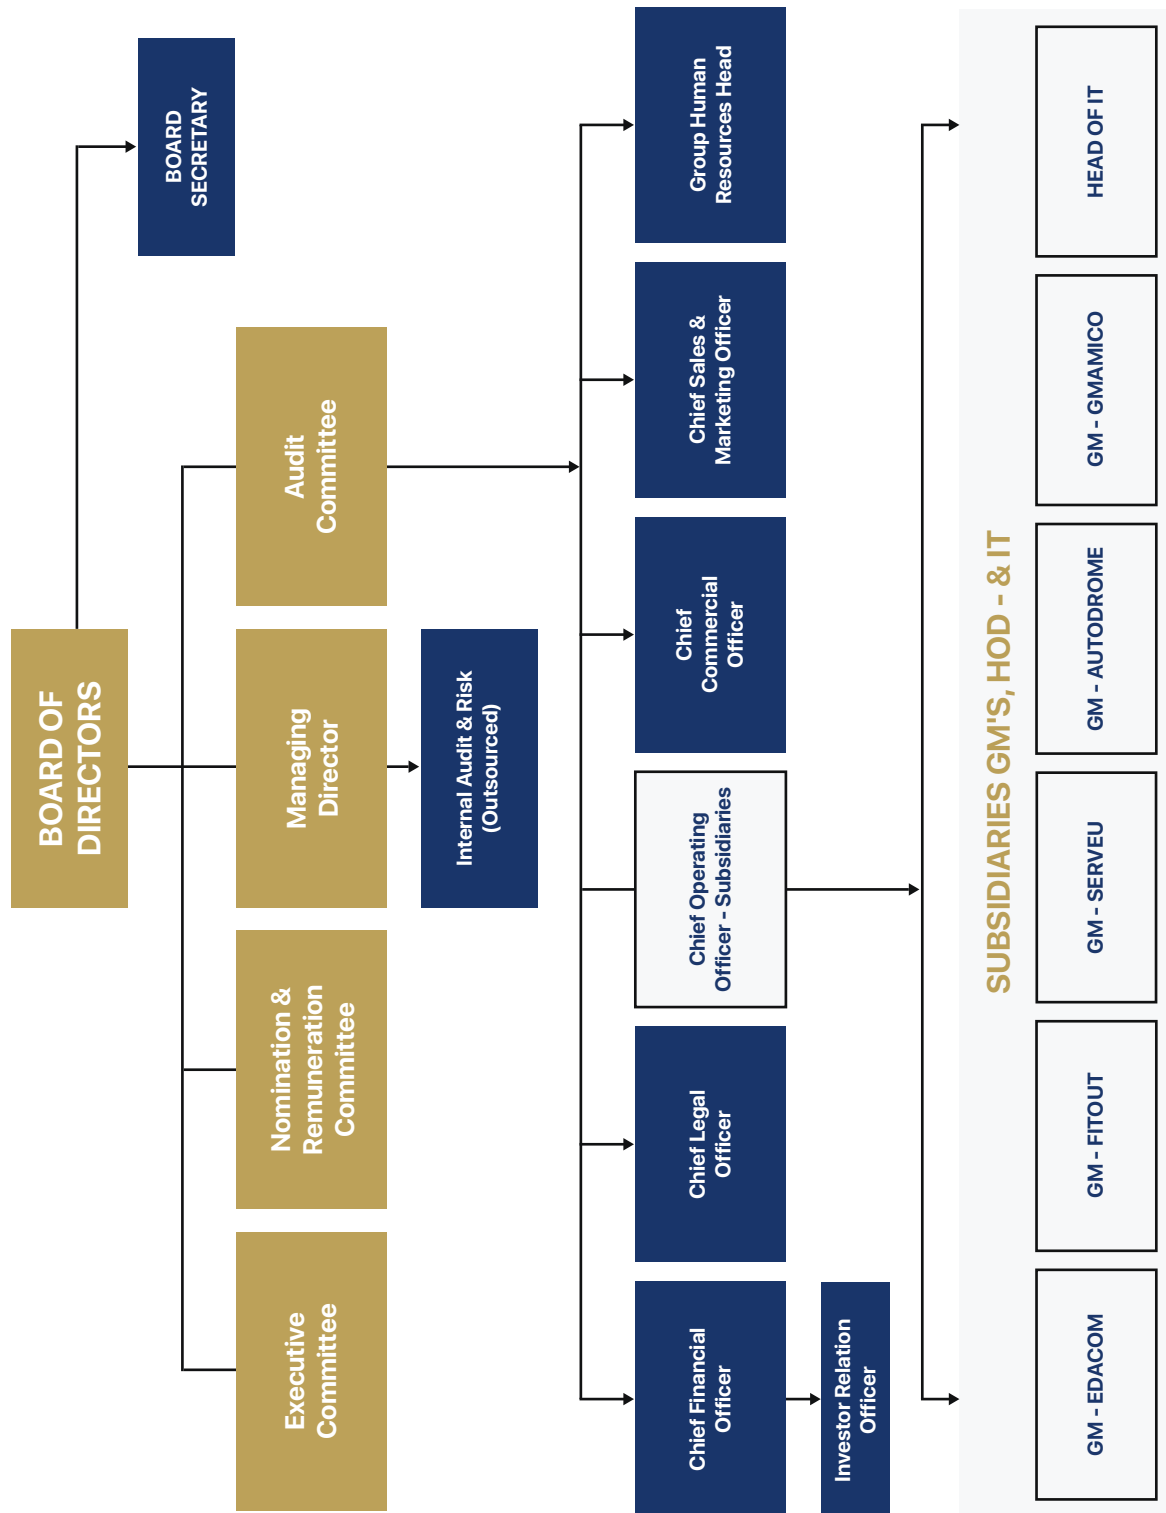 BOARD OF
DIRECTORS
BOARD
SECRETARY
Executive
Committee
Nomination &
Remuneration
Committee
Managing
Director
Audit
Committee
Internal Audit & Risk
(Outsourced)
Chief Financial
Officer
Chief Legal
Officer
Chief Operating
Officer - Subsidiaries
Chief
Commercial
Officer
Chief Sales &
Marketing Officer
Group Human
Resources Head
Investor Relation
Officer
SUBSIDIARIES GM'S, HOD - & IT
GM - EDACOM
GM - FITOUT
GM - SERVEU
GM - AUTODROME
GM - GMAMICO
HEAD OF IT